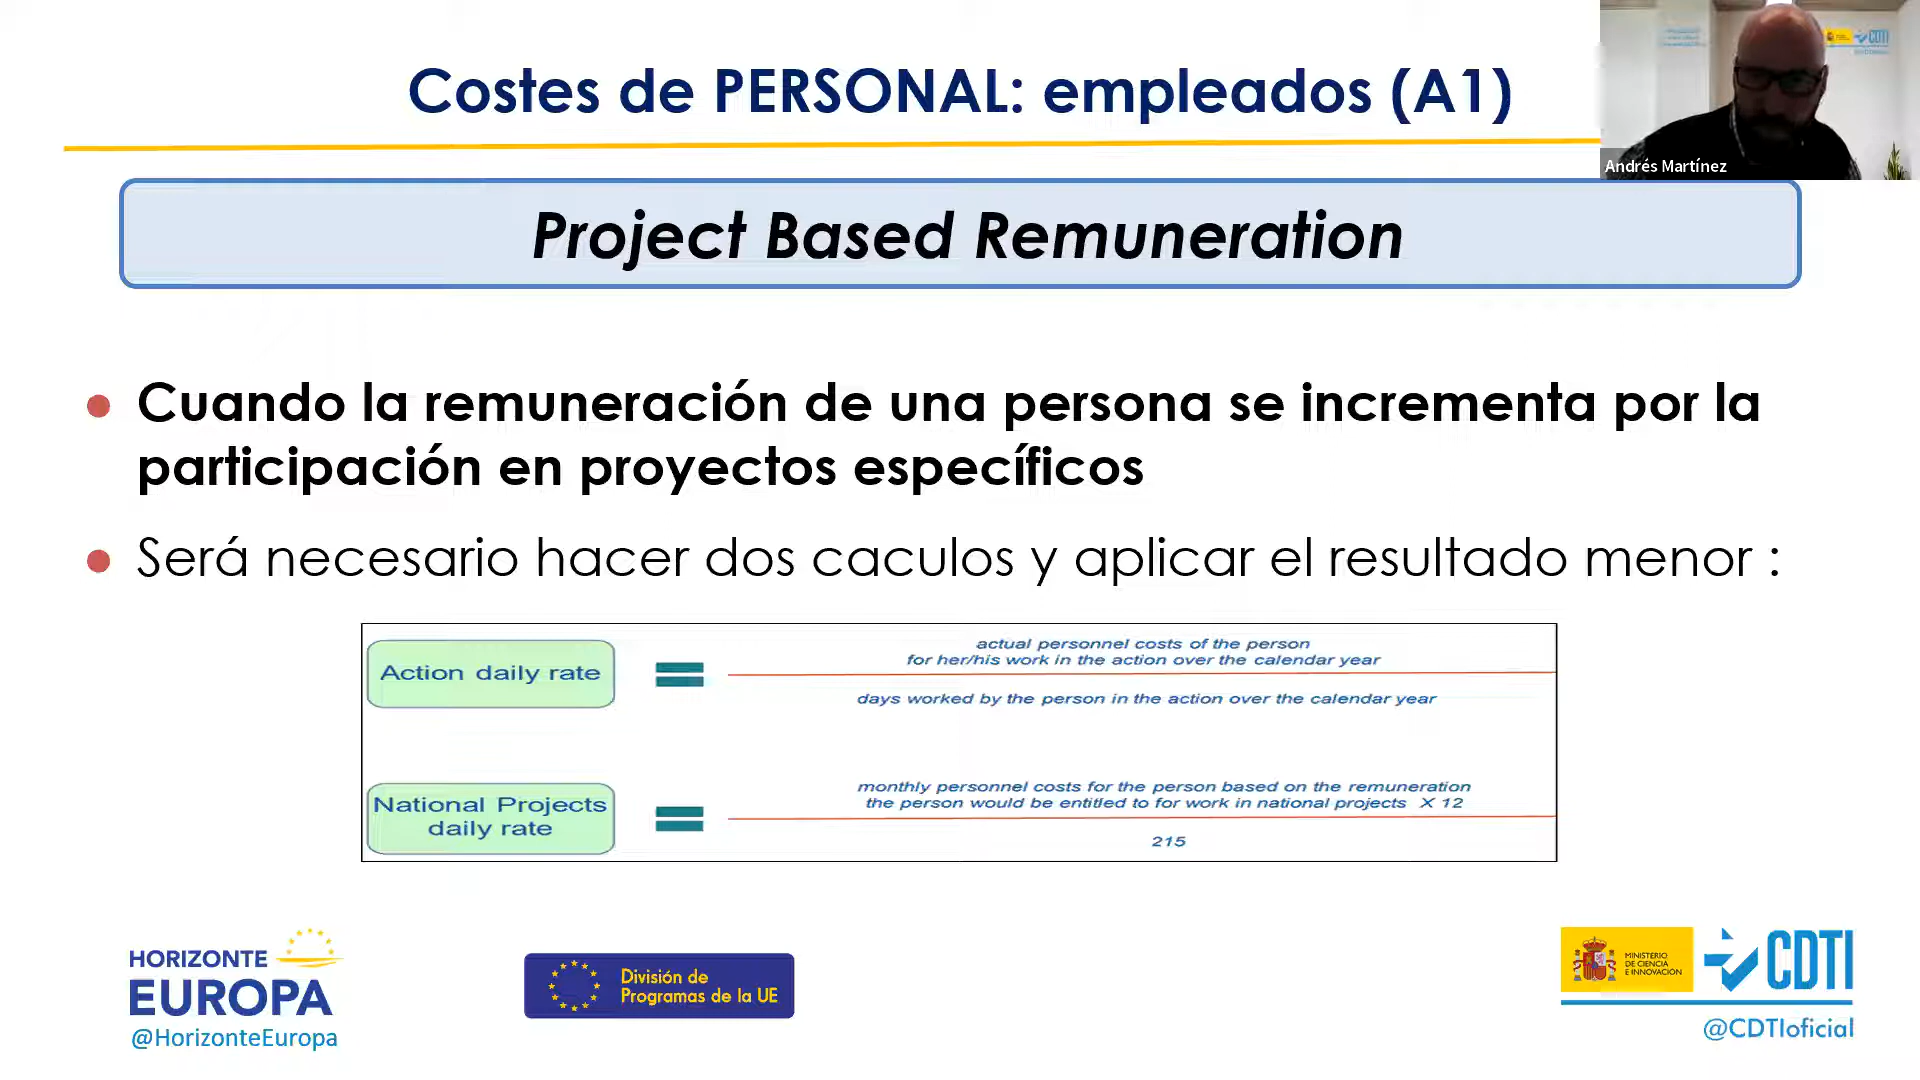 Costes de PERSONAL: empleados (A1)
CDTI
Andrés Martínez
Project Based Remuneration
Cuando la remuneración de una persona se incrementa por la
participación en proyectos específicos
Será necesario hacer dos caculos y aplicar el resultado menor :
actual personnel costs of the person
for her/his work in the action over the calendar year
Action daily rate
days worked by the person in the action over the calendar year
monthly personnel costs for the person based on the remuneration
the person would be entitled to for work in national projects X 12
National Projects
daily rate
215
HORIZONTE
EUROPA
@HorizonteEuropa
División de
Programas de la UE
MINISTERIO
DE CIENCIA
E INNOVACIÓN
CDTI
@CDTIoficial